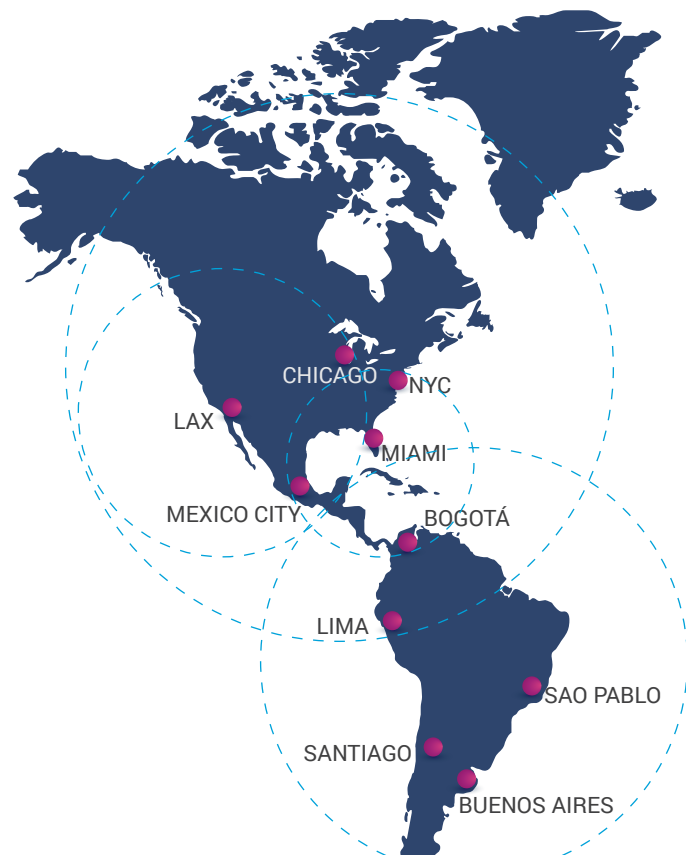 CHICAGO
NYC
LAX
MIAMI
MEXICO CITY
BOGOTÁ
LIMA
SAO PABLO
SANTIAGO
BUENOS AIRES